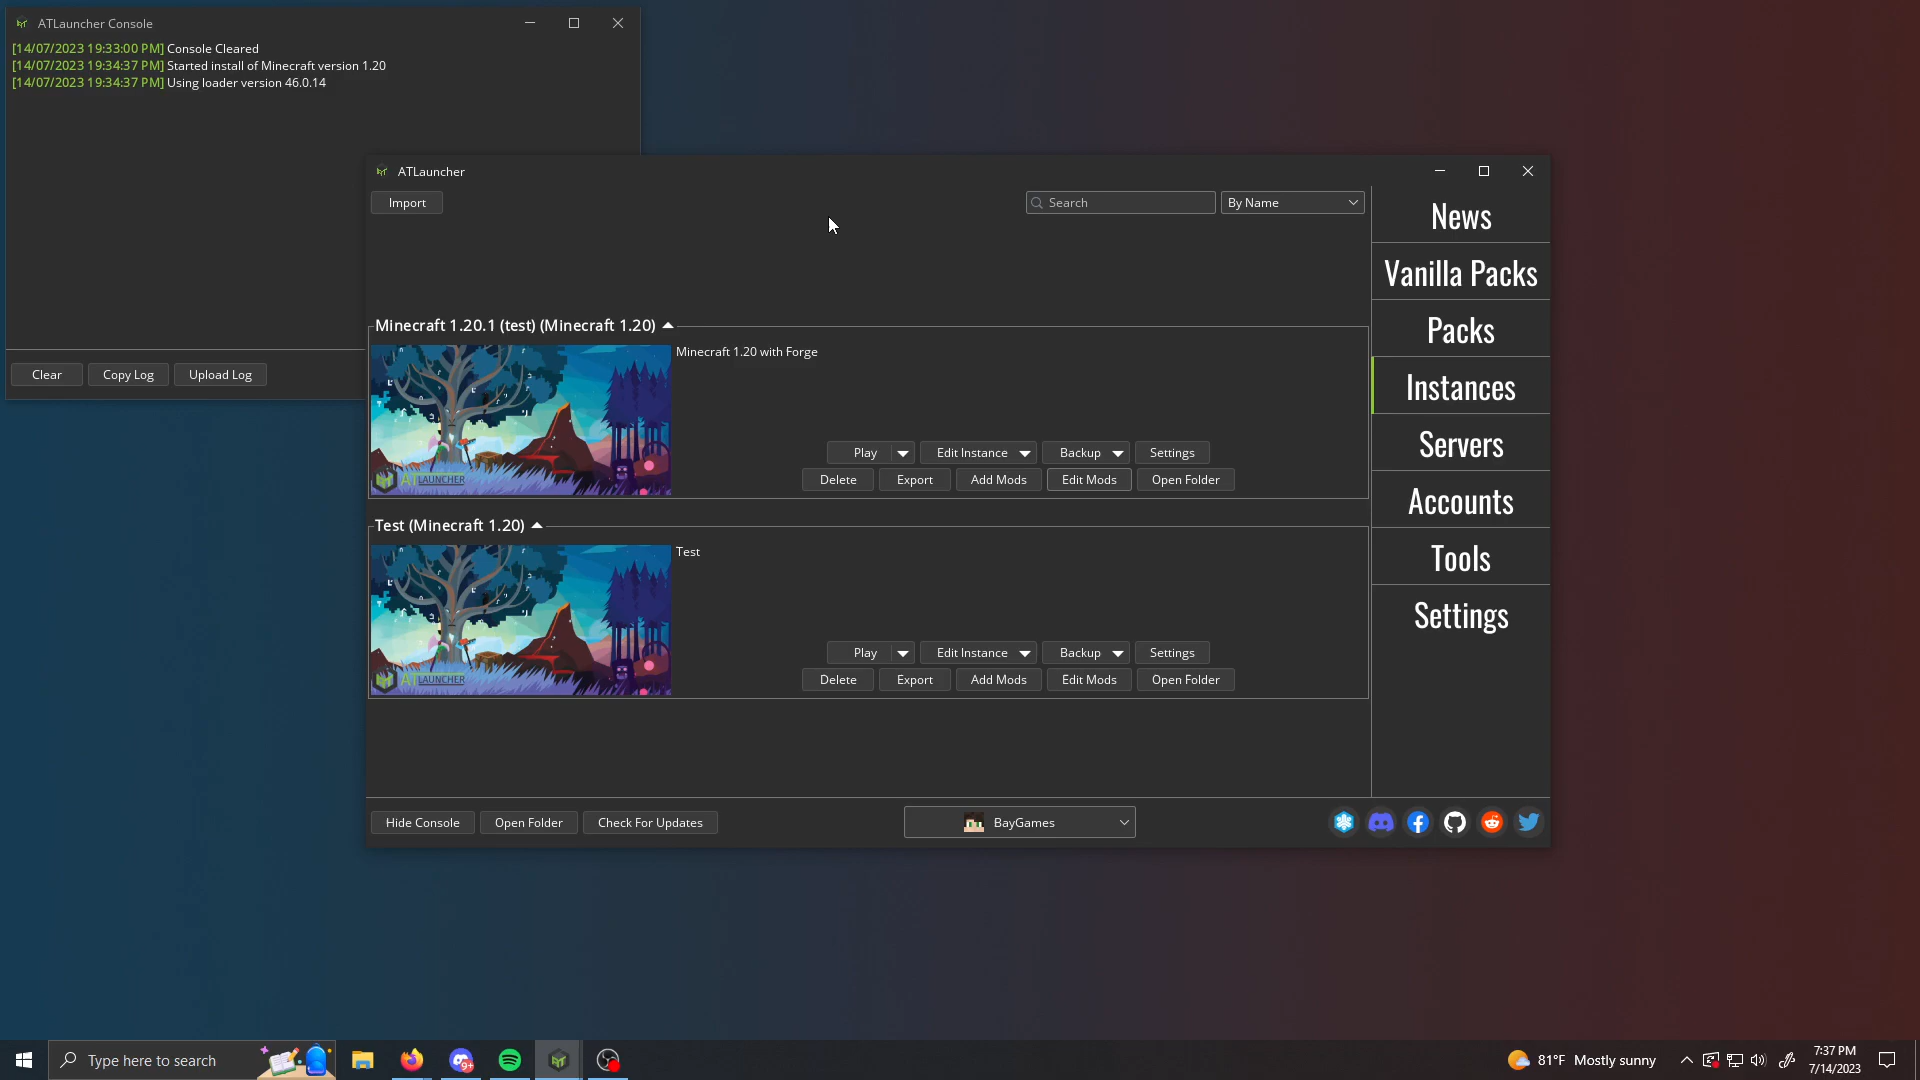 ATLauncher Console
[14/07/2023 19:33:00 PM] Console Cleared
[14/07/2023 19:34:37 PM] Started install of Minecraft version 1.20
[14/07/2023 19:34:37 PM] Using loader version 46.0.14
Clear
Copy Log
Upload Log
ATLauncher
Import
Search
By Name
Minecraft 1.20.1 (test) (Minecraft 1.20)
Minecraft 1.20 with Forge
ATLAUNCHER
Play
Edit Instance
Backup
Settings
Delete
Export
Add Mods
Edit Mods
Open Folder
Test (Minecraft 1.20)
Test
ATLAUNCHER
Play
Edit Instance
Backup
Settings
Delete
Export
Add Mods
Edit Mods
Open Folder
News
Vanilla Packs
Packs
Instances
Servers
Accounts
Tools
Settings
Hide Console
Open Folder
Check For Updates
BayGames
Type here to search
9+
81°F Mostly sunny
7:37 PM
7/14/2023